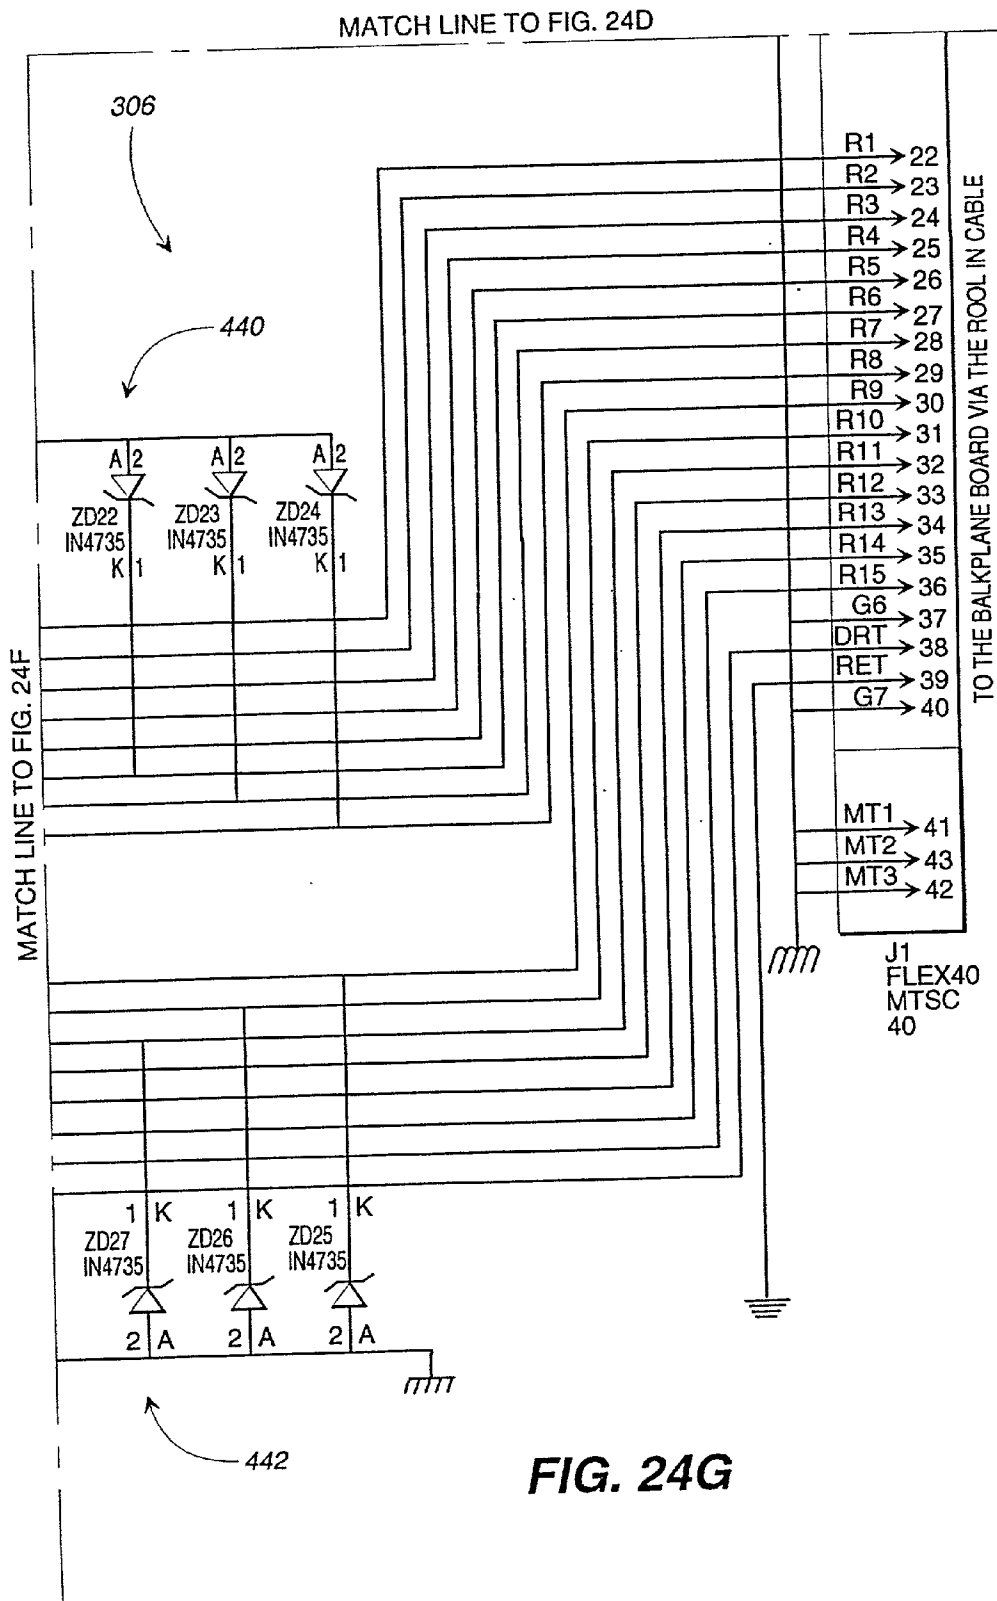 MATCH LINE TO FIG. 24D
306
440
R1 22
R2 23
R3 24
R4 25
R5 26
R6 27
R7 28
R8 29
R9 30
R10 31
R11 32
R12 33
R13 34
R14 35
R15 36
G6 37
DRT 38
RET 39
G7 40
MT1 41
MT2 43
MT3 42
J1
FLEX40
MTSC
40
TO THE BALKPLANE BOARD VIA THE ROOL IN CABLE
A 2 A 2 A 2
ZD22 ZD23 ZD24
IN4735 IN4735 IN4735
K 1 K 1 K 1
MATCH LINE TO FIG. 24F
1 K 1 K 1 K
ZD27 ZD26 ZD25
IN4735 IN4735 IN4735
2 A 2 A 2 A
442
FIG. 24G